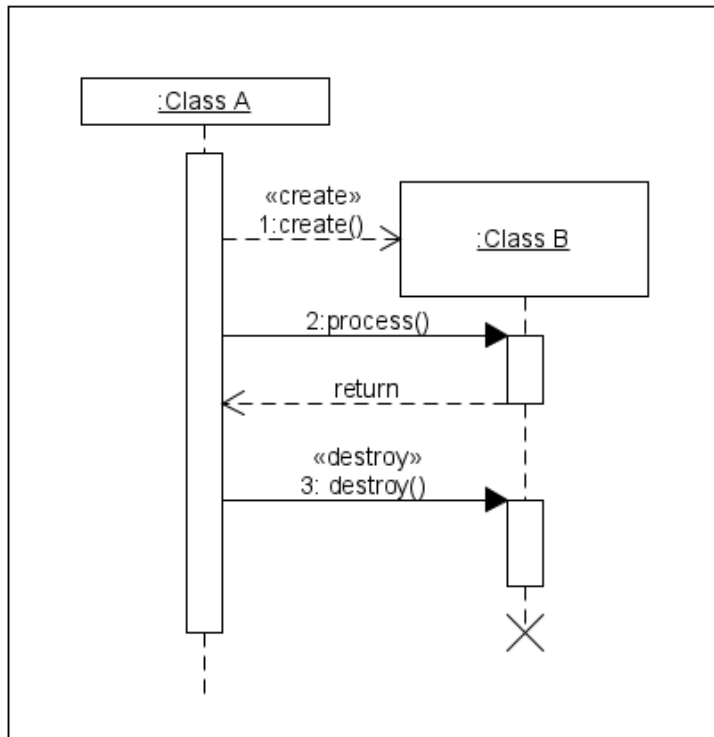 :Class A
«create»
1:create()
:Class B
2:process()
return
«destroy»
3: destroy()